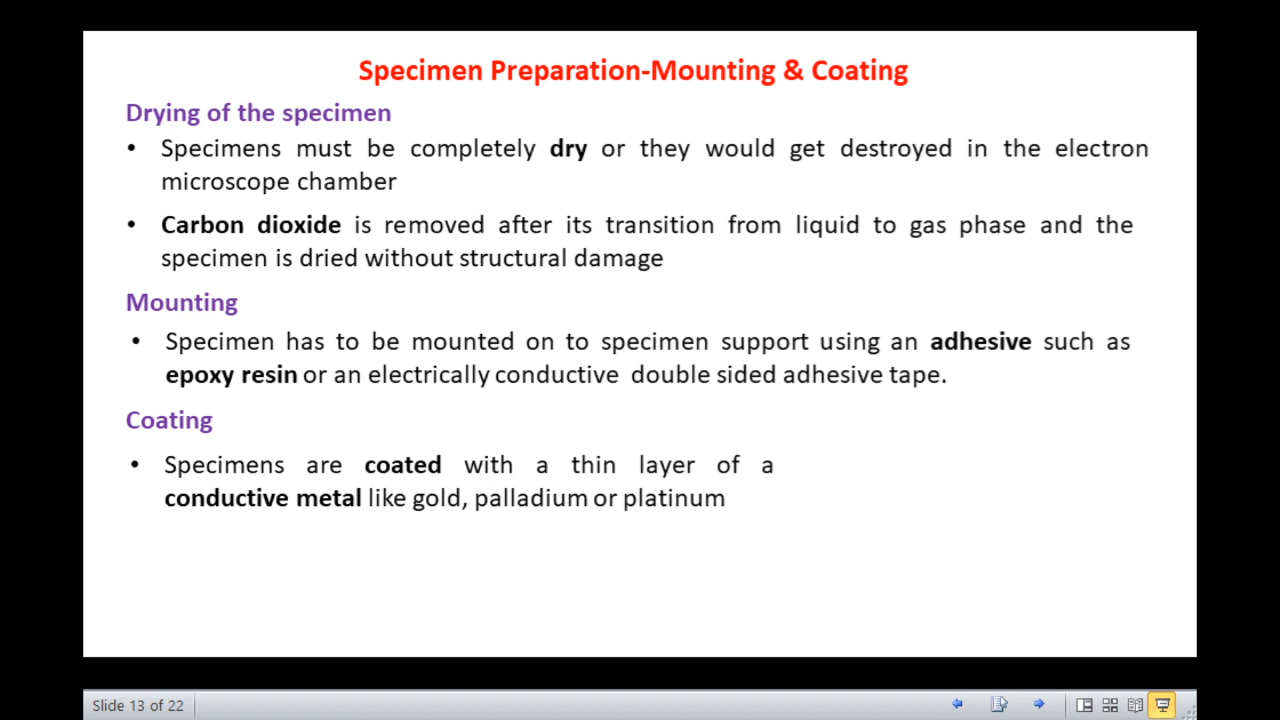 Specimen Preparation-Mounting & Coating
Drying of the specimen
• Specimens must be completely dry or they would get destroyed in the electron
microscope chamber
• Carbon dioxide is removed after its transition from liquid to gas phase and the
specimen is dried without structural damage
Mounting
• Specimen has to be mounted on to specimen support using an adhesive such as
epoxy resin or an electrically conductive double sided adhesive tape.
Coating
• Specimens are coated with a thin layer of a
conductive metal like gold, palladium or platinum
Slide 13 of 22